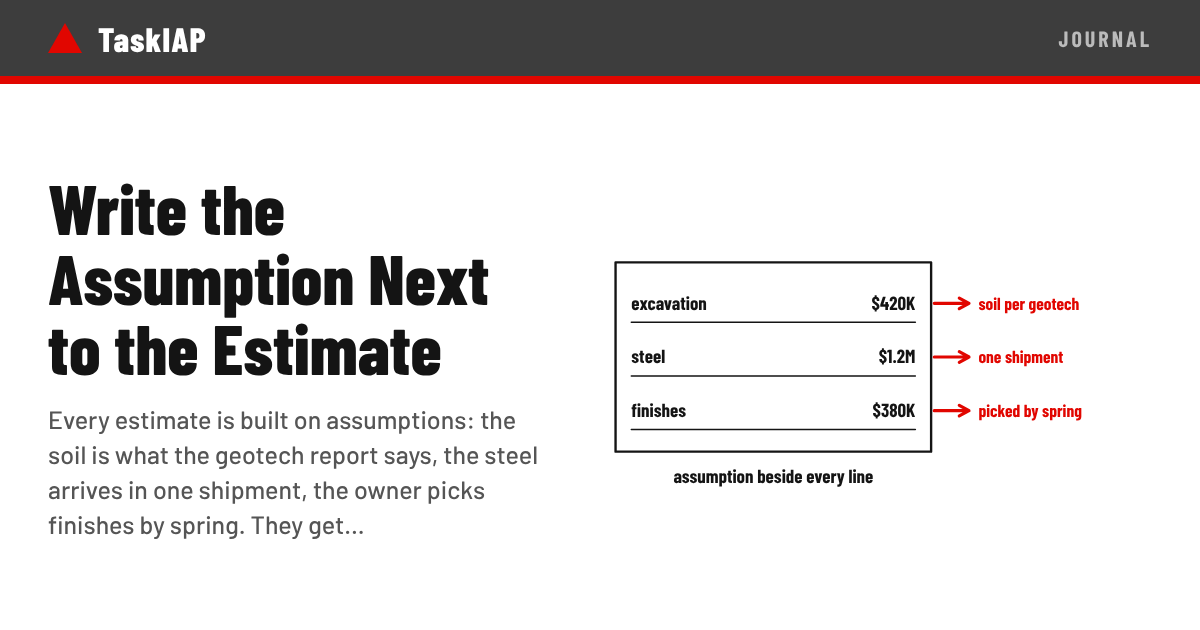 TaskIAP
JOURNAL
Write the
Assumption Next
to the Estimate
Every estimate is built on assumptions: the
soil is what the geotech report says, the steel
arrives in one shipment, the owner picks
finishes by spring. They get...
excavation $420K soil per geotech
steel $1.2M one shipment
finishes $380K picked by spring
assumption beside every line